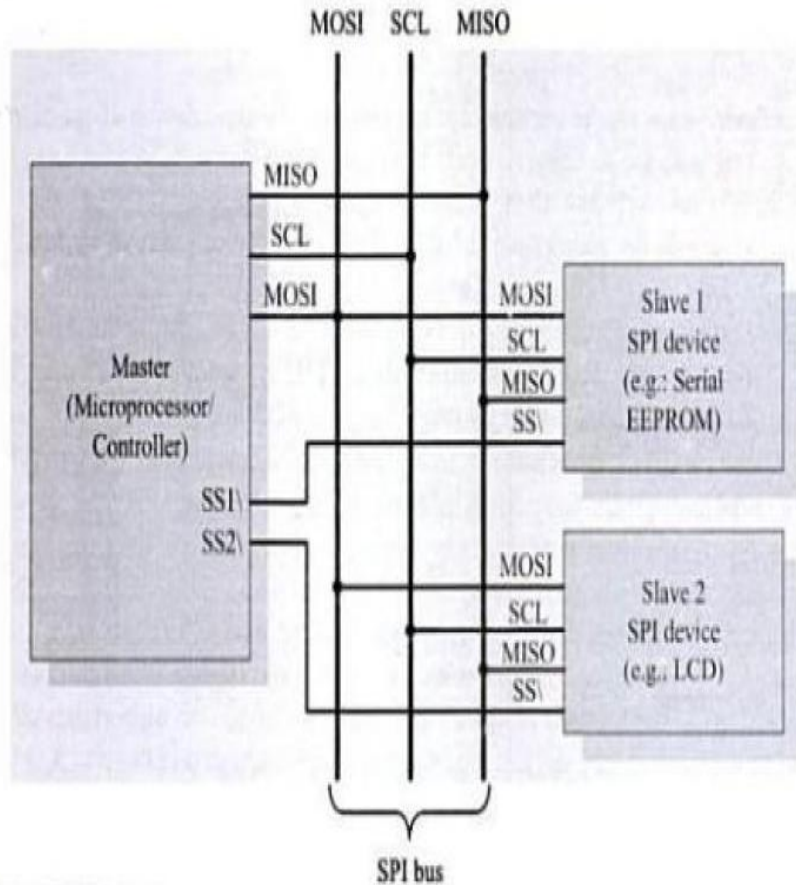 MOSI SCL MISO
MISO
SCL
MOSI
Master
(Microprocessor/
Controller)
SS1\
SS2\
MOSI
SCL
MISO
SS\
Slave 1
SPI device
(e.g.: Serial
EEPROM)
MOSI
SCL
MISO
SS\
Slave 2
SPI device
(e.g.: LCD)
SPI bus